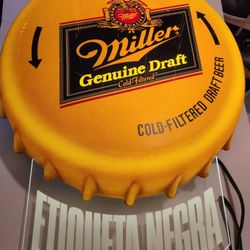 Miller
Genuine Draft
Cold-Filtered
COLD-FILTERED DRAFT BEER
ETIQUETA NEGRA